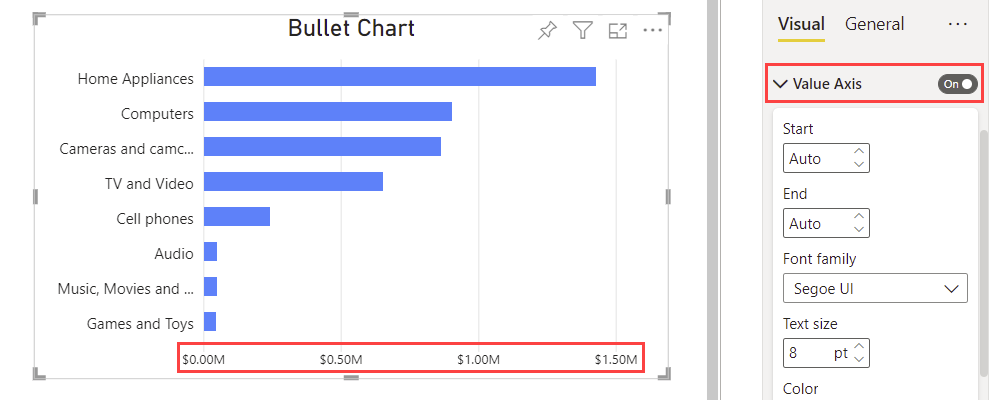 Bullet Chart
Home Appliances
Computers
Cameras and camc...
TV and Video
Cell phones
Audio
Music, Movies and ...
Games and Toys
$0.00M $0.50M $1.00M $1.50M
Visual General ...
Value Axis On
Start
Auto
End
Auto
Font family
Segoe UI
Text size
8 pt
Color